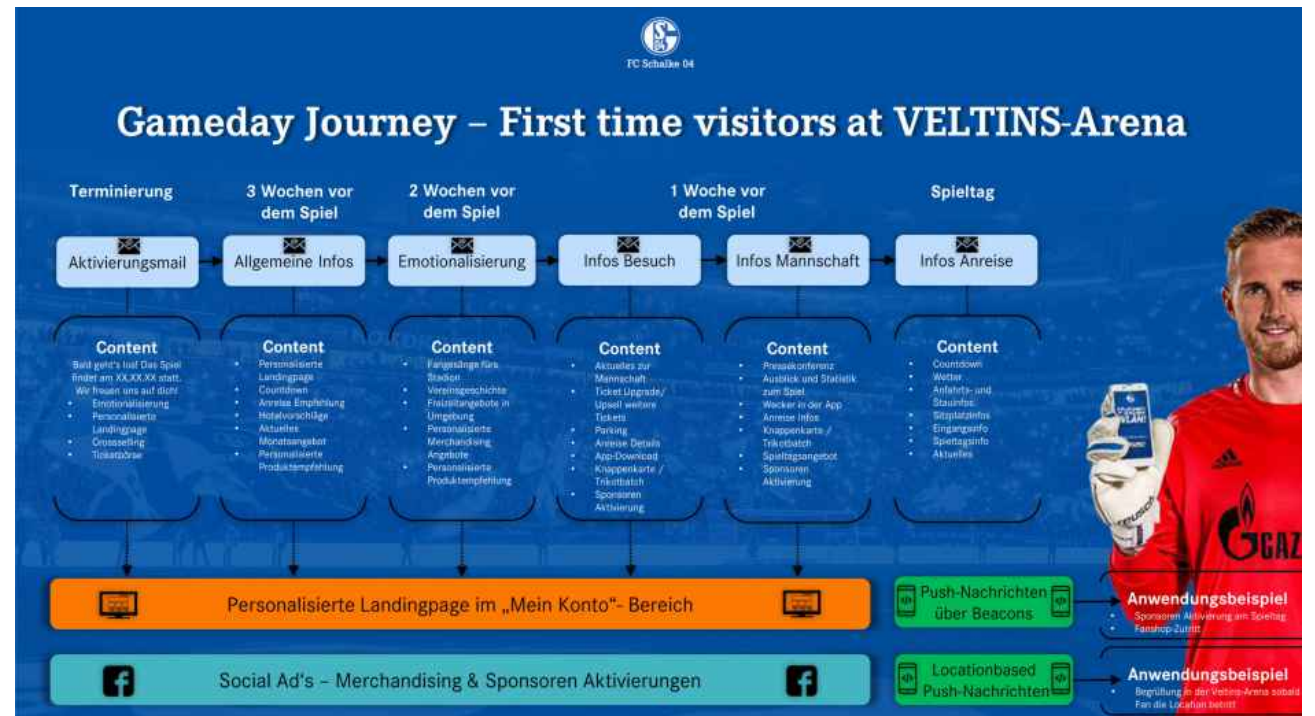 FC Schalke 04
Gameday Journey – First time visitors at VELTINS-Arena
Terminierung
3 Wochen vor
dem Spiel
2 Wochen vor
dem Spiel
1 Woche vor
dem Spiel
Spieltag
Aktivierungsmail
Allgemeine Infos
Emotionalisierung
Infos Besuch
Infos Mannschaft
Infos Anreise
Content
Bald geht's los! Das Spiel
findet am XX.XX.XX statt.
Wir freuen uns auf dich!
• Emotionalisierung
• Personalisierte
Landingpage
• Crossselling
• Ticketbörse
Content
• Personalisierte
Landingpage
• Countdown
• Anreise Empfehlung
• Hotelvorschläge
• Aktuelles
Monatsangebot
• Personalisierte
Produktempfehlung
Content
• Fangesänge fürs
Stadion
• Vereinsgeschichte
• Freizeitangebote in
Umgebung
• Personalisierte
Merchandising
Angebote
• Personalisierte
Produktempfehlung
Content
• Aktuelles zur
Mannschaft
• Ticket Upgrade/
Upsell weitere
Tickets
• Parking
• Anreise Details
• App-Download
• Knappenkarte /
Trikotbatch
• Sponsoren
Aktivierung
Content
• Pressekonferenz
• Ausblick und Statistik
zum Spiel
• Wecker in der App
• Anreise Infos
• Knappenkarte /
Trikotbatch
• Spieltagsangebot
• Sponsoren
Aktivierung
Content
• Countdown
• Wetter
• Anfahrts- und
Stauinfos
• Sitzplatzinfos
• Eingangsinfo
• Spieltagsinfo
• Aktuelles
reusch
GAZ
Personalisierte Landingpage im „Mein Konto“- Bereich
Push-Nachrichten
über Beacons
Anwendungsbeispiel
• Sponsoren Aktivierung am Spieltag
• Fanshop-Zutritt
Social Ad's – Merchandising & Sponsoren Aktivierungen
Locationbased
Push-Nachrichten
Anwendungsbeispiel
• Begrüßung in der Veltins-Arena sobald
Fan die Location betritt